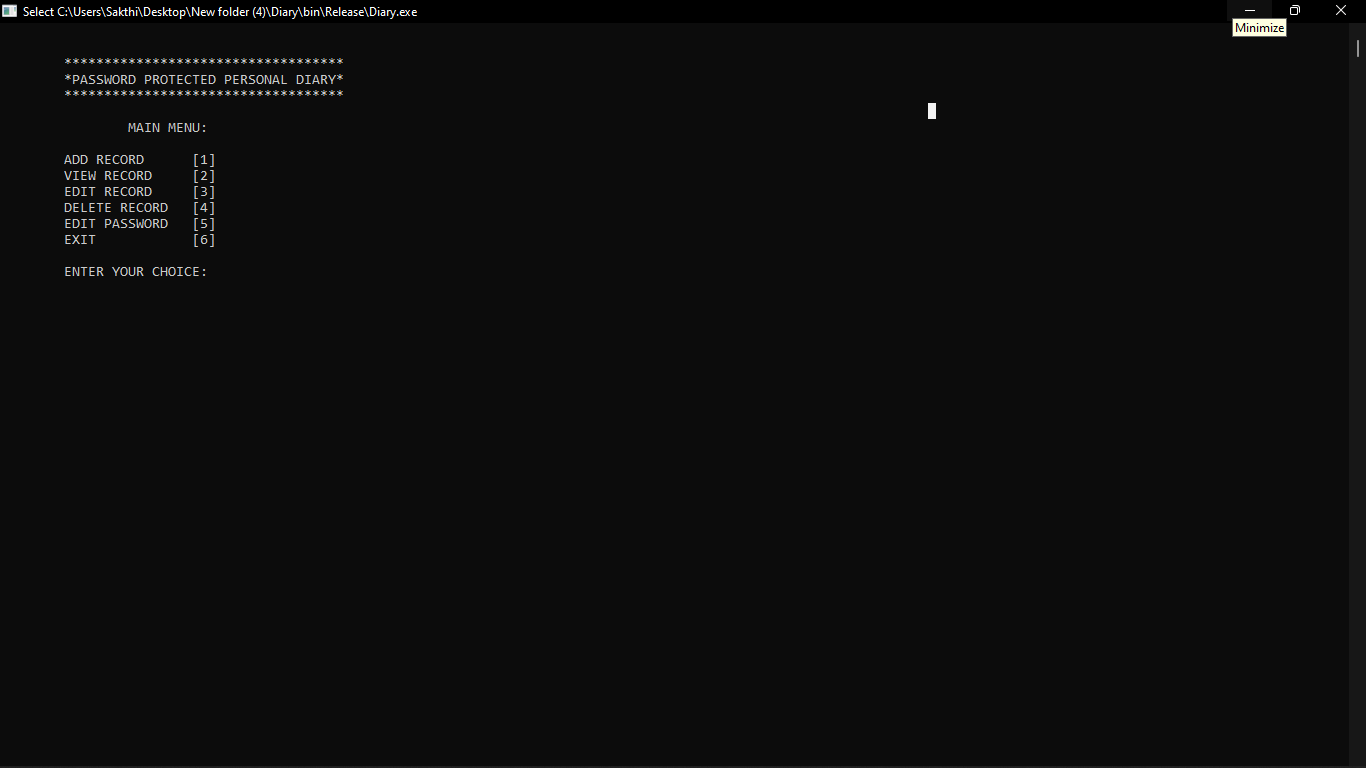 Select C:\Users\Sakthi\Desktop\New folder (4)\Diary\bin\Release\Diary.exe
Minimize
***********************************
*PASSWORD PROTECTED PERSONAL DIARY*
***********************************
MAIN MENU:
ADD RECORD [1]
VIEW RECORD [2]
EDIT RECORD [3]
DELETE RECORD [4]
EDIT PASSWORD [5]
EXIT [6]
ENTER YOUR CHOICE: